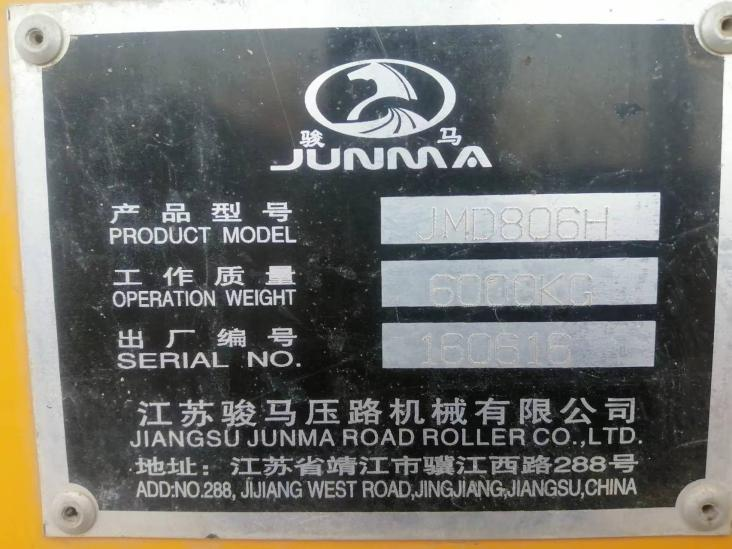 骏马
JUNMA
产品型号 JMD806H
PRODUCT MODEL
工作质量 6000KG
OPERATION WEIGHT
出厂编号 160616
SERIAL NO.
江苏骏马压路机械有限公司
JIANGSU JUNMA ROAD ROLLER CO.,LTD.
地址：江苏省靖江市骥江西路288号
ADD:NO.288, JIJIANG WEST ROAD,JINGJIANG,JIANGSU,CHINA